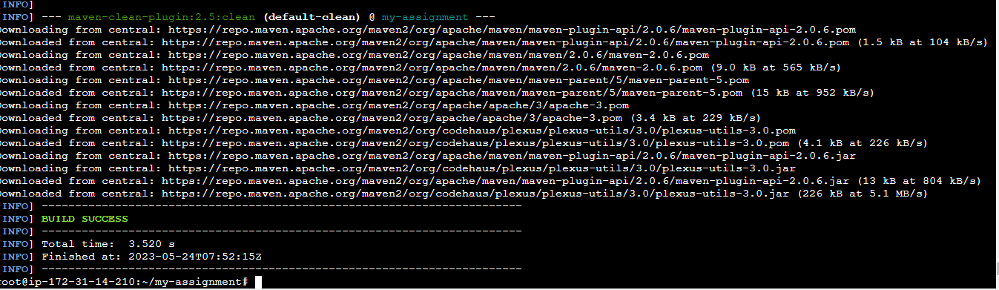 [INFO]
[INFO] --- maven-clean-plugin:2.5:clean (default-clean) @ my-assignment ---
Downloading from central: https://repo.maven.apache.org/maven2/org/apache/maven/maven-plugin-api/2.0.6/maven-plugin-api-2.0.6.pom
Downloaded from central: https://repo.maven.apache.org/maven2/org/apache/maven/maven-plugin-api/2.0.6/maven-plugin-api-2.0.6.pom (1.5 kB at 104 kB/s)
Downloading from central: https://repo.maven.apache.org/maven2/org/apache/maven/maven/2.0.6/maven-2.0.6.pom
Downloaded from central: https://repo.maven.apache.org/maven2/org/apache/maven/maven/2.0.6/maven-2.0.6.pom (9.0 kB at 565 kB/s)
Downloading from central: https://repo.maven.apache.org/maven2/org/apache/maven/maven-parent/5/maven-parent-5.pom
Downloaded from central: https://repo.maven.apache.org/maven2/org/apache/maven/maven-parent/5/maven-parent-5.pom (15 kB at 952 kB/s)
Downloading from central: https://repo.maven.apache.org/maven2/org/apache/apache/3/apache-3.pom
Downloaded from central: https://repo.maven.apache.org/maven2/org/apache/apache/3/apache-3.pom (3.4 kB at 229 kB/s)
Downloading from central: https://repo.maven.apache.org/maven2/org/codehaus/plexus/plexus-utils/3.0/plexus-utils-3.0.pom
Downloaded from central: https://repo.maven.apache.org/maven2/org/codehaus/plexus/plexus-utils/3.0/plexus-utils-3.0.pom (4.1 kB at 226 kB/s)
Downloading from central: https://repo.maven.apache.org/maven2/org/apache/maven/maven-plugin-api/2.0.6/maven-plugin-api-2.0.6.jar
Downloading from central: https://repo.maven.apache.org/maven2/org/codehaus/plexus/plexus-utils/3.0/plexus-utils-3.0.jar
Downloaded from central: https://repo.maven.apache.org/maven2/org/apache/maven/maven-plugin-api/2.0.6/maven-plugin-api-2.0.6.jar (13 kB at 804 kB/s)
Downloaded from central: https://repo.maven.apache.org/maven2/org/codehaus/plexus/plexus-utils/3.0/plexus-utils-3.0.jar (226 kB at 5.1 MB/s)
[INFO] ------------------------------------------------------------------------
[INFO] BUILD SUCCESS
[INFO] ------------------------------------------------------------------------
[INFO] Total time:  3.520 s
[INFO] Finished at: 2023-05-24T07:52:15Z
[INFO] ------------------------------------------------------------------------
root@ip-172-31-14-210:~/my-assignment#